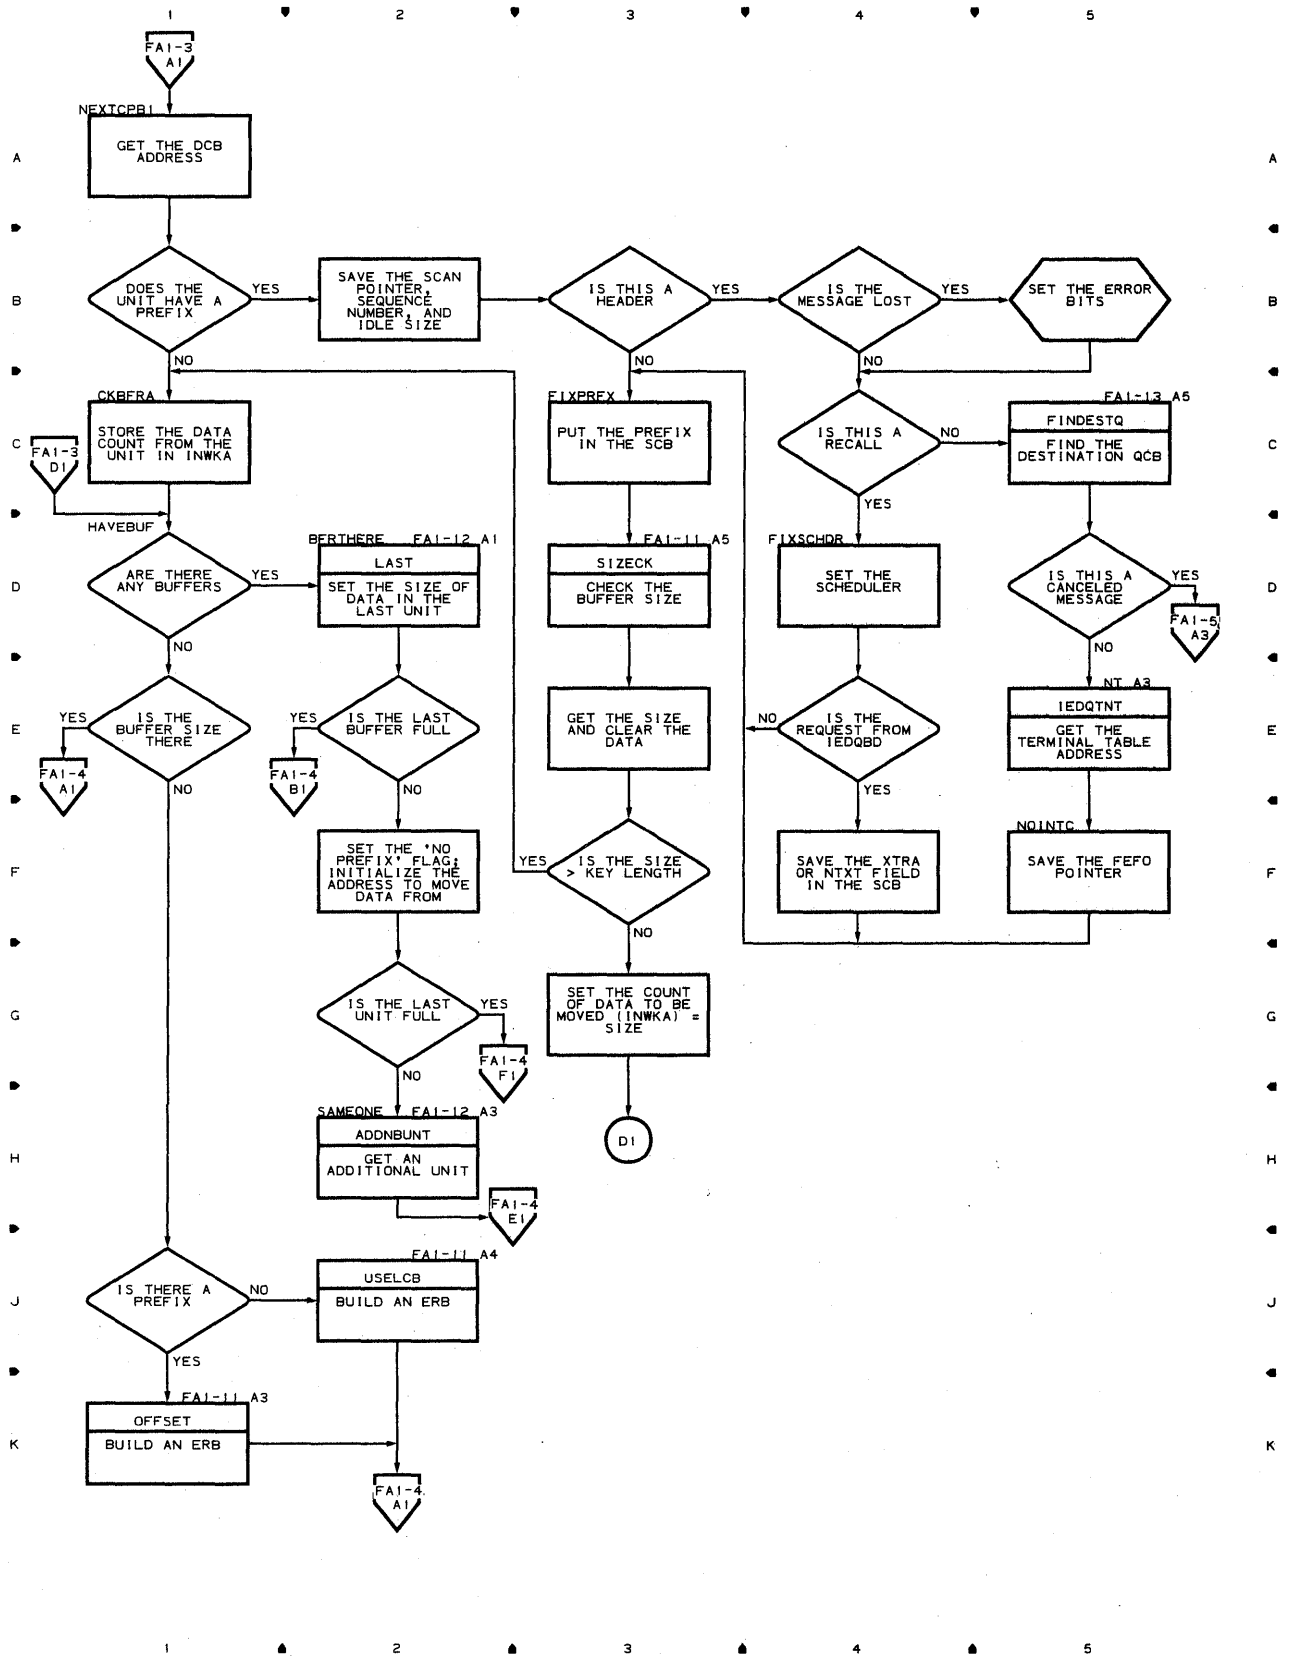 1 2 3 4 5
FA1-3
A1
NEXTCPB1
GET THE DCB
ADDRESS
A A
B B
DOES THE
UNIT HAVE A
PREFIX
YES
NO
SAVE THE SCAN
POINTER,
SEQUENCE
NUMBER, AND
IDLE SIZE
IS THIS A
HEADER
YES
NO
IS THE
MESSAGE LOST
YES
NO
SET THE ERROR
BITS
C C
FA1-3
D1
CKBFRA
STORE THE DATA
COUNT FROM THE
UNIT IN INWKA
FIXPREX
PUT THE PREFIX
IN THE SCB
IS THIS A
RECALL
NO
YES
FA1-13 A5
FINDESTQ
FIND THE
DESTINATION QCB
D D
HAVEBUF
ARE THERE
ANY BUFFERS
YES
NO
BFRTHERE FA1-12 A1
LAST
SET THE SIZE OF
DATA IN THE
LAST UNIT
FA1-11 A5
SIZECK
CHECK THE
BUFFER SIZE
FIXSCHDR
SET THE
SCHEDULER
IS THIS A
CANCELED
MESSAGE
YES
NO
FA1-5
A3
E E
IS THE
BUFFER SIZE
THERE
YES
NO
FA1-4
A1
IS THE LAST
BUFFER FULL
YES
NO
FA1-4
B1
GET THE SIZE
AND CLEAR THE
DATA
IS THE
REQUEST FROM
IEDQBD
NO
YES
NT A3
IEDQTNT
GET THE
TERMINAL TABLE
ADDRESS
F F
SET THE 'NO
PREFIX' FLAG;
INITIALIZE THE
ADDRESS TO MOVE
DATA FROM
IS THE SIZE
> KEY LENGTH
YES
NO
SAVE THE XTRA
OR NTXT FIELD
IN THE SCB
NOINTC
SAVE THE FEFO
POINTER
G G
IS THE LAST
UNIT FULL
YES
NO
FA1-4
F1
SET THE COUNT
OF DATA TO BE
MOVED (INWKA) =
SIZE
H H
SAMEONE FA1-12 A3
ADDNBUNT
GET AN
ADDITIONAL UNIT
FA1-4
E1
D1
J J
IS THERE A
PREFIX
NO
YES
FA1-11 A4
USELCB
BUILD AN ERB
K K
FA1-11 A3
OFFSET
BUILD AN ERB
FA1-4
A1
1 2 3 4 5